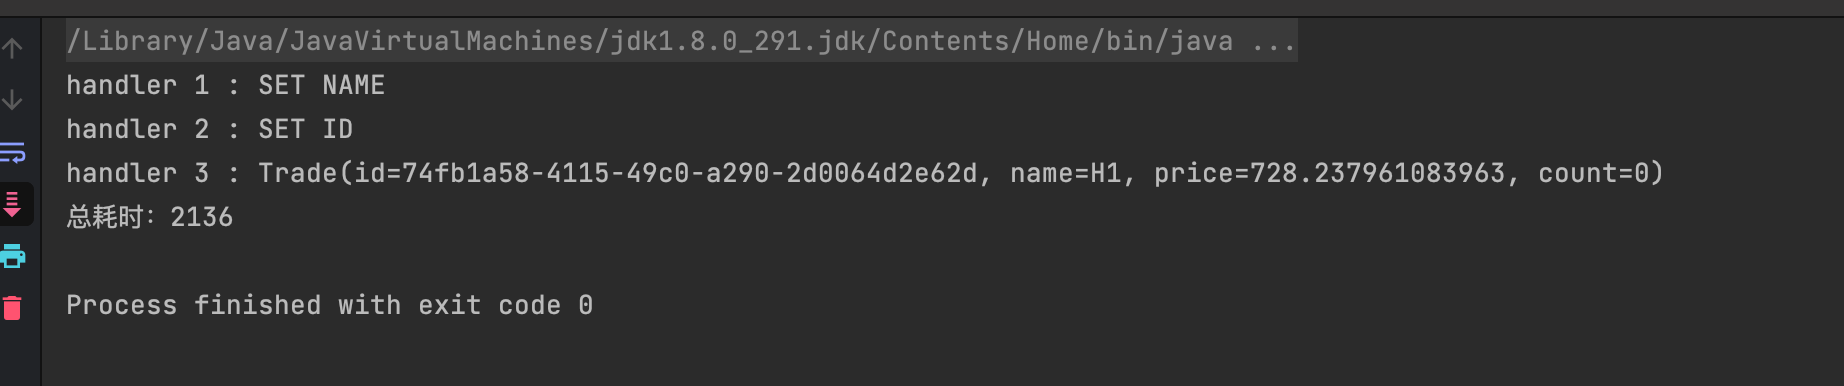 /Library/Java/JavaVirtualMachines/jdk1.8.0_291.jdk/Contents/Home/bin/java ...
handler 1 : SET NAME
handler 2 : SET ID
handler 3 : Trade(id=74fb1a58-4115-49c0-a290-2d0064d2e62d, name=H1, price=728.237961083963, count=0)
总耗时：2136
Process finished with exit code 0